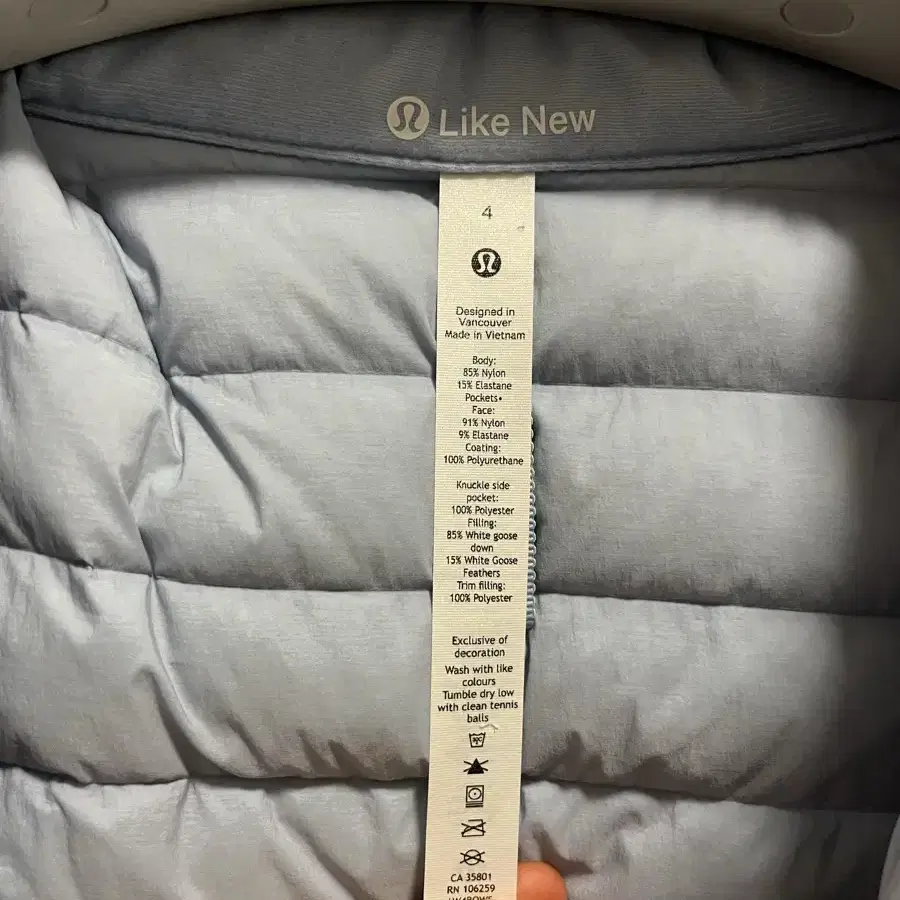 Like New
4
Designed in
Vancouver
Made in Vietnam
Body:
85% Nylon
15% Elastane
Pockets•
Face:
91% Nylon
9% Elastane
Coating:
100% Polyurethane
Knuckle side
pocket:
100% Polyester
Filling:
85% White goose
down
15% White Goose
Feathers
Trim filling:
100% Polyester
Exclusive of
decoration
Wash with like
colours
Tumble dry low
with clean tennis
balls
CA 35801
RN 106259